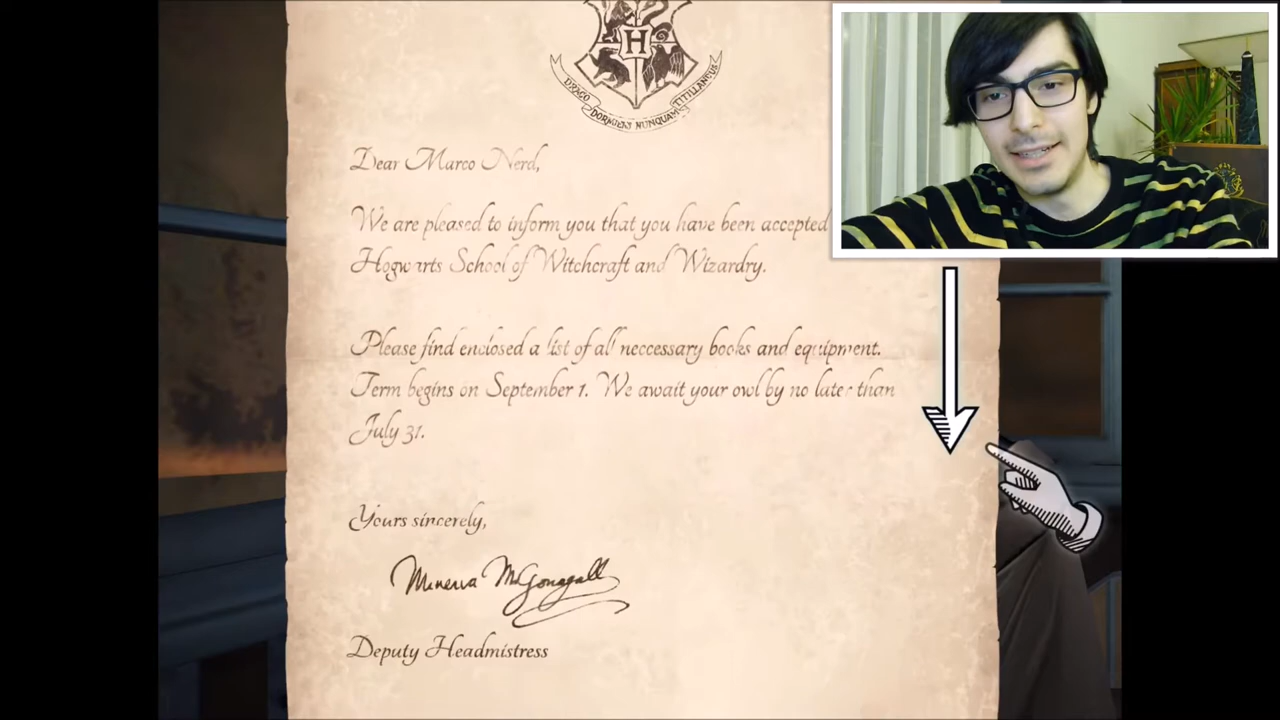 H
DRACO DORMIENS NUNQUAM TITILLANDUS
Dear Marco Nerd,
We are pleased to inform you that you have been accepted
Hogwarts School of Witchcraft and Wizardry.
Please find enclosed a list of all neccessary books and equipment.
Term begins on September 1. We await your owl by no later than
July 31.
Yours sincerely,
Minerva McGonagall
Deputy Headmistress